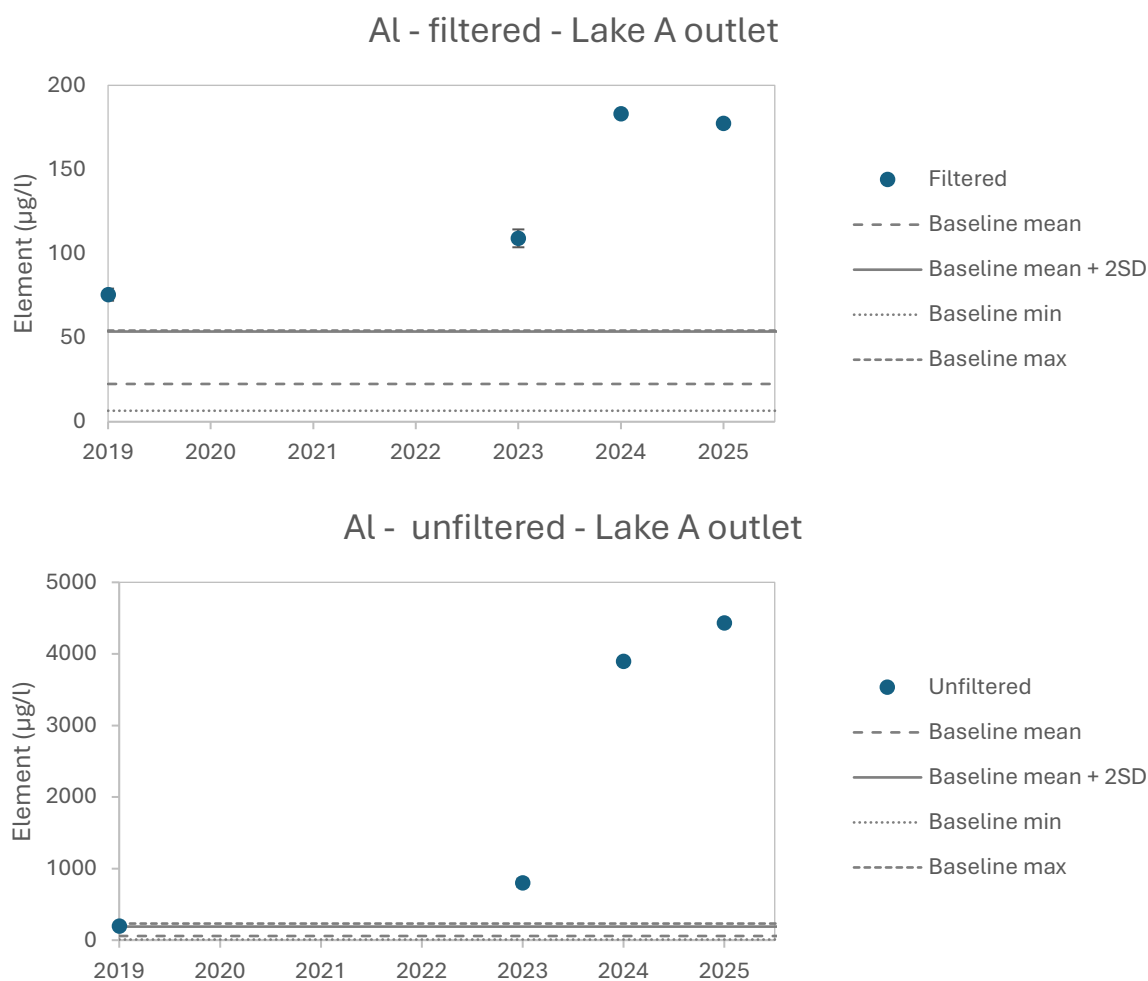 Al - filtered - Lake A outlet
Element (µg/l)
200
150
100
50
0
2019 2020 2021 2022 2023 2024 2025
Filtered
Baseline mean
Baseline mean + 2SD
Baseline min
Baseline max
Al -  unfiltered - Lake A outlet
Element (µg/l)
5000
4000
3000
2000
1000
0
2019 2020 2021 2022 2023 2024 2025
Unfiltered
Baseline mean
Baseline mean + 2SD
Baseline min
Baseline max